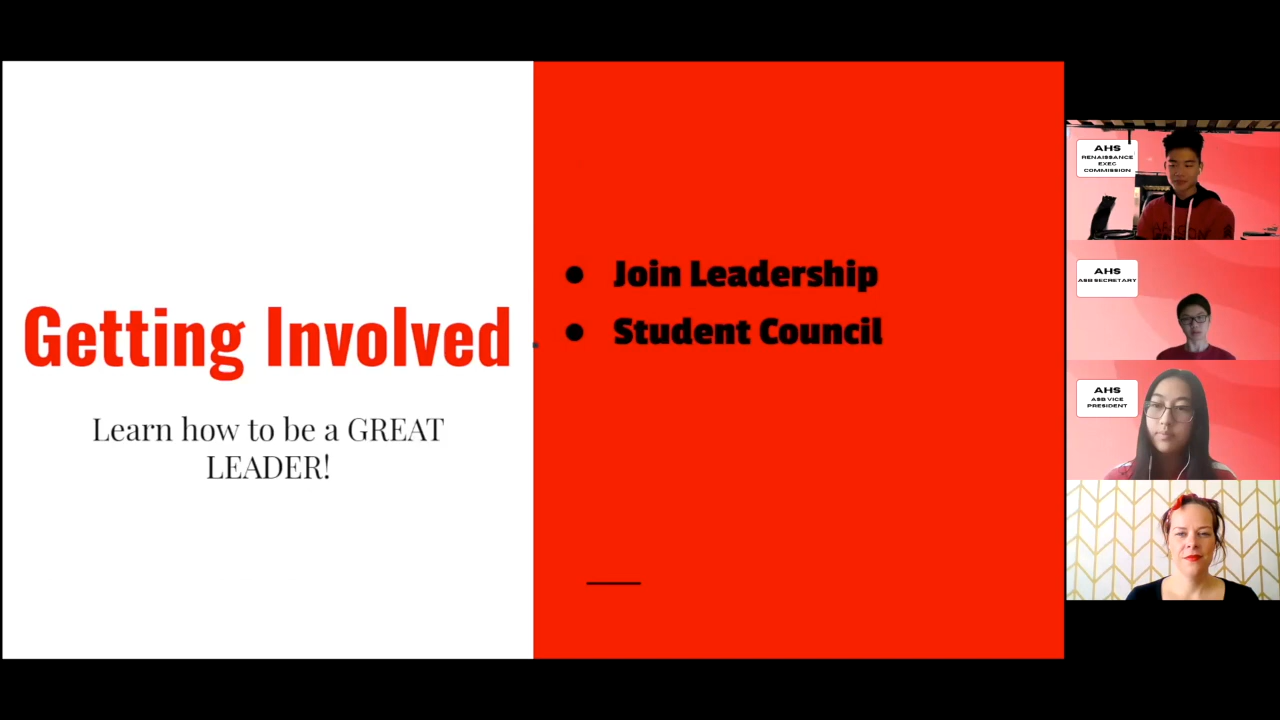 Getting Involved
Learn how to be a GREAT
LEADER!
● Join Leadership
● Student Council
AHS
RENAISSANCE
EXEC
COMMISSION
AHS
ASB SECRETARY
AHS
ASB VICE
PRESIDENT